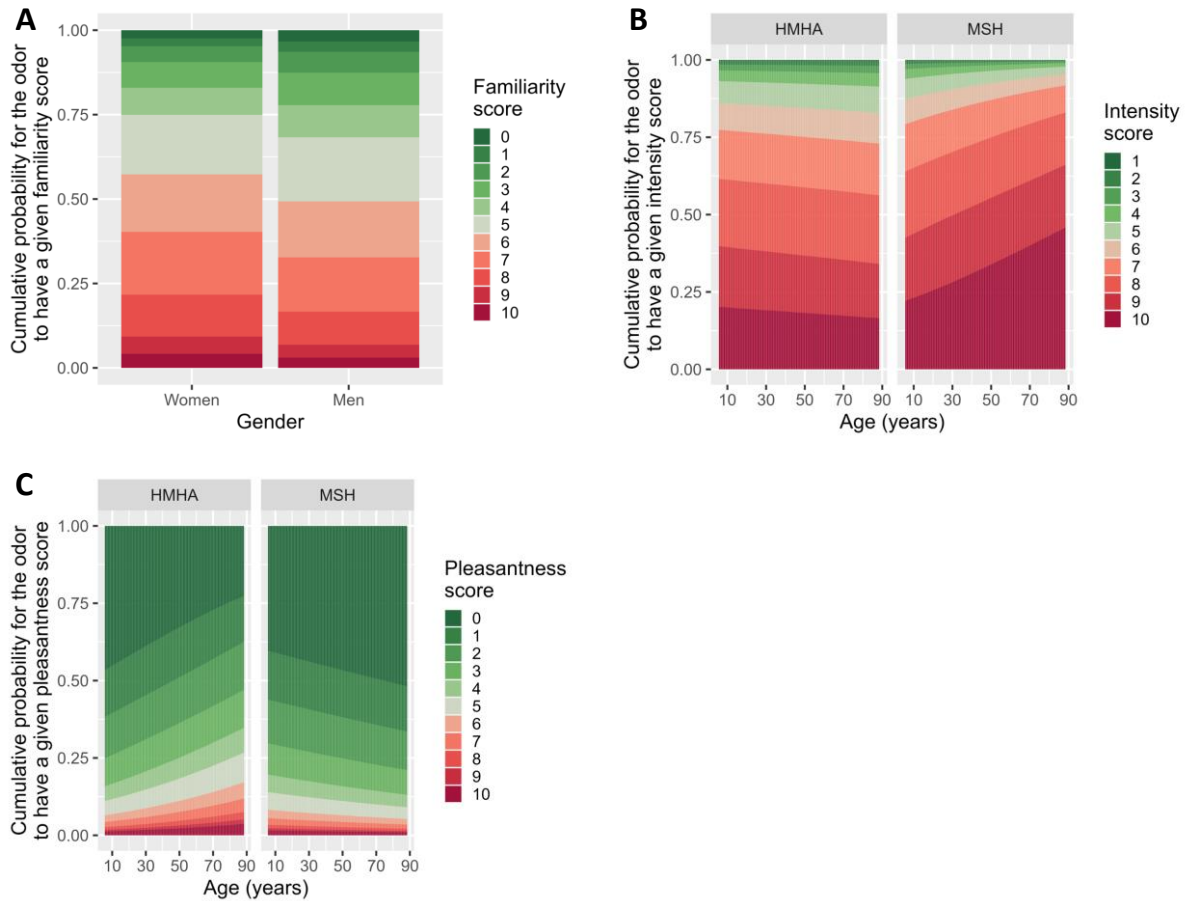 A
Cumulative probability for the odor
to have a given familiarity score
1.00
0.75
0.50
0.25
0.00
Women
Men
Gender
Familiarity
score
0
1
2
3
4
5
6
7
8
9
10
B
Cumulative probability for the odor
to have a given intensity score
HMHA
MSH
1.00
0.75
0.50
0.25
0.00
10 30 50 70 90
10 30 50 70 90
Age (years)
Intensity
score
1
2
3
4
5
6
7
8
9
10
C
Cumulative probability for the odor
to have a given pleasantness score
HMHA
MSH
1.00
0.75
0.50
0.25
0.00
10 30 50 70 90
10 30 50 70 90
Age (years)
Pleasantness
score
0
1
2
3
4
5
6
7
8
9
10